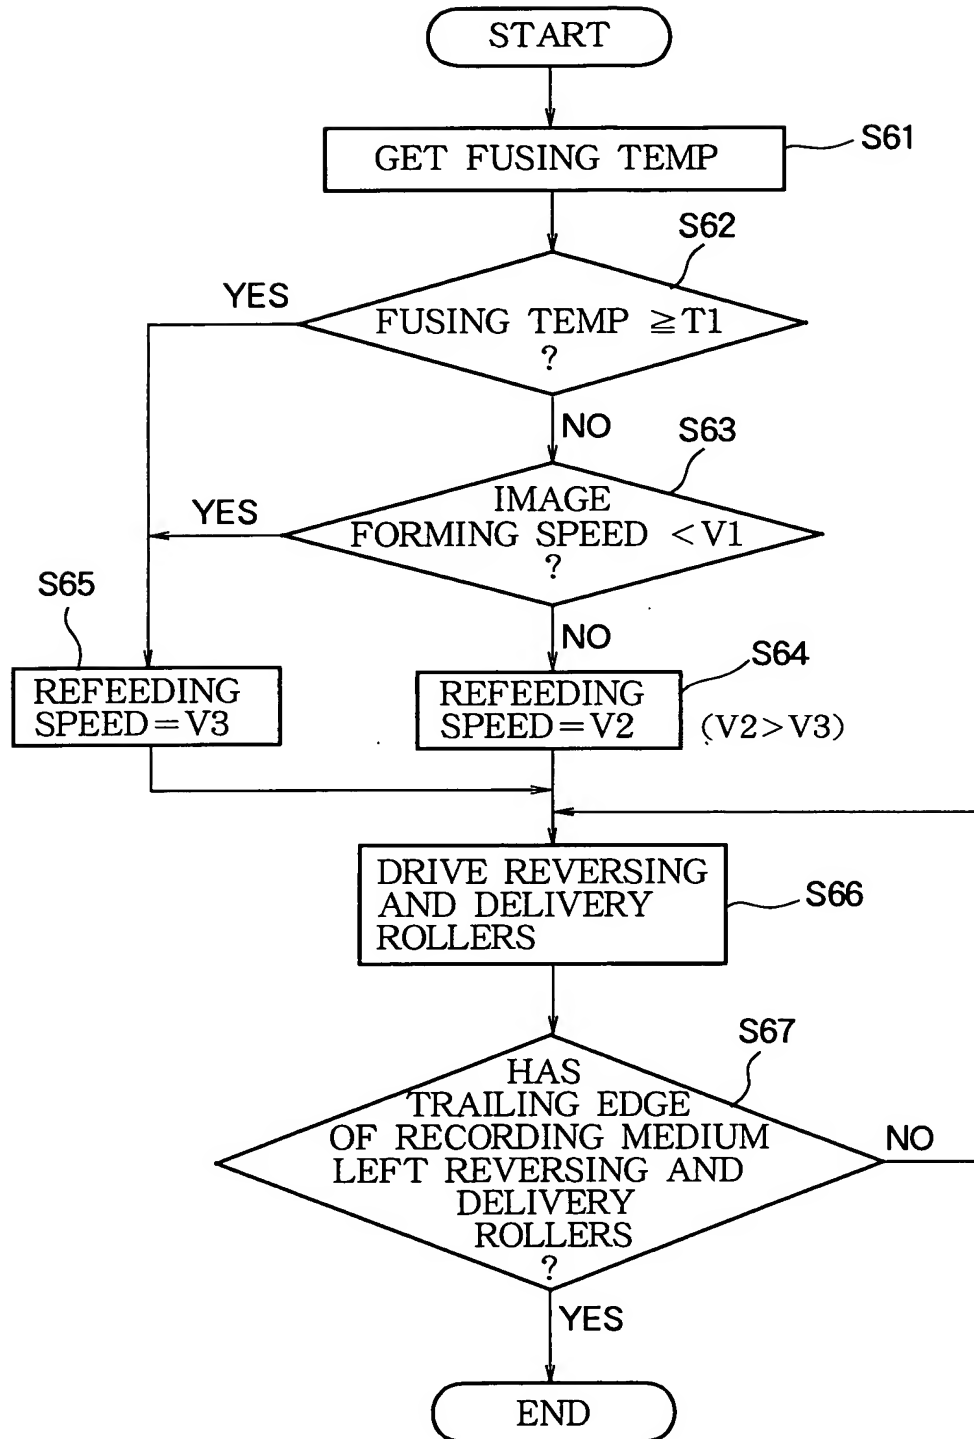 START
GET FUSING TEMP
S61
S62
YES
FUSING TEMP ≧T1
?
NO
S63
YES
IMAGE
FORMING SPEED <V1
?
S65
NO
S64
REFEEDING
SPEED=V3
REFEEDING
SPEED=V2
(V2>V3)
DRIVE REVERSING
AND DELIVERY
ROLLERS
S66
S67
HAS
TRAILING EDGE
OF RECORDING MEDIUM
LEFT REVERSING AND
DELIVERY
ROLLERS
?
NO
YES
END